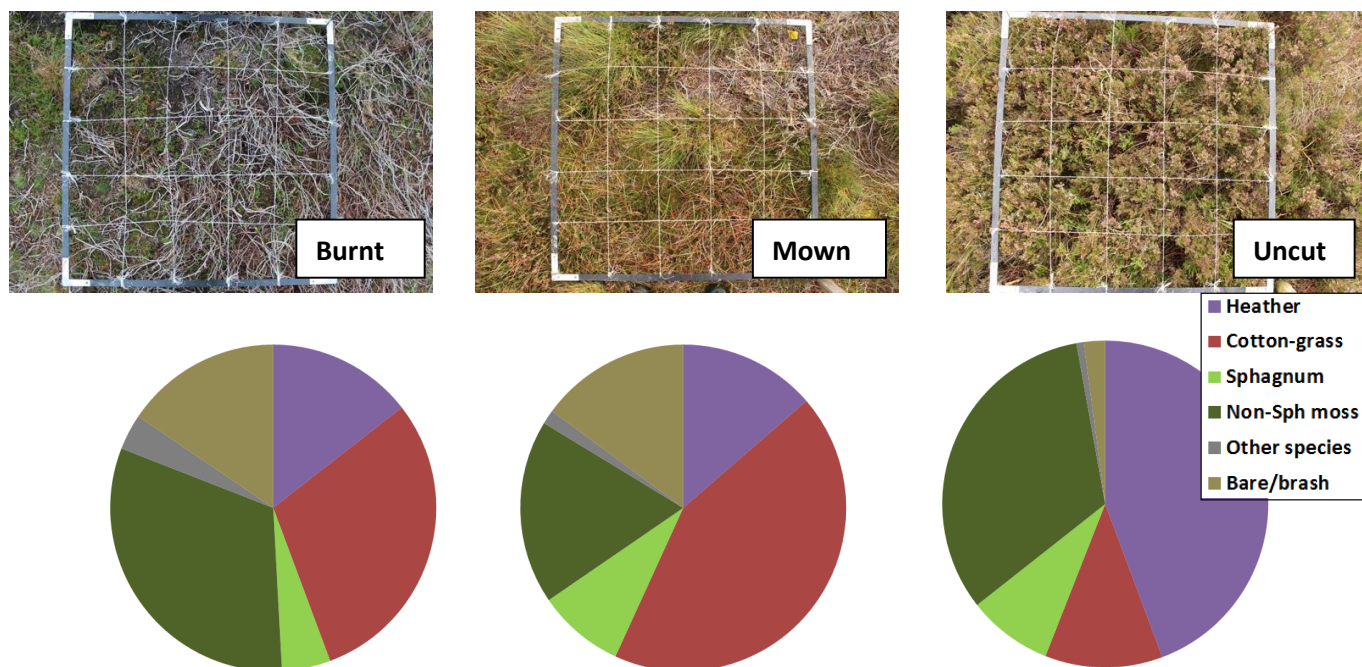 Burnt
Mown
Uncut
Heather
Cotton-grass
Sphagnum
Non-Sph moss
Other species
Bare/brash